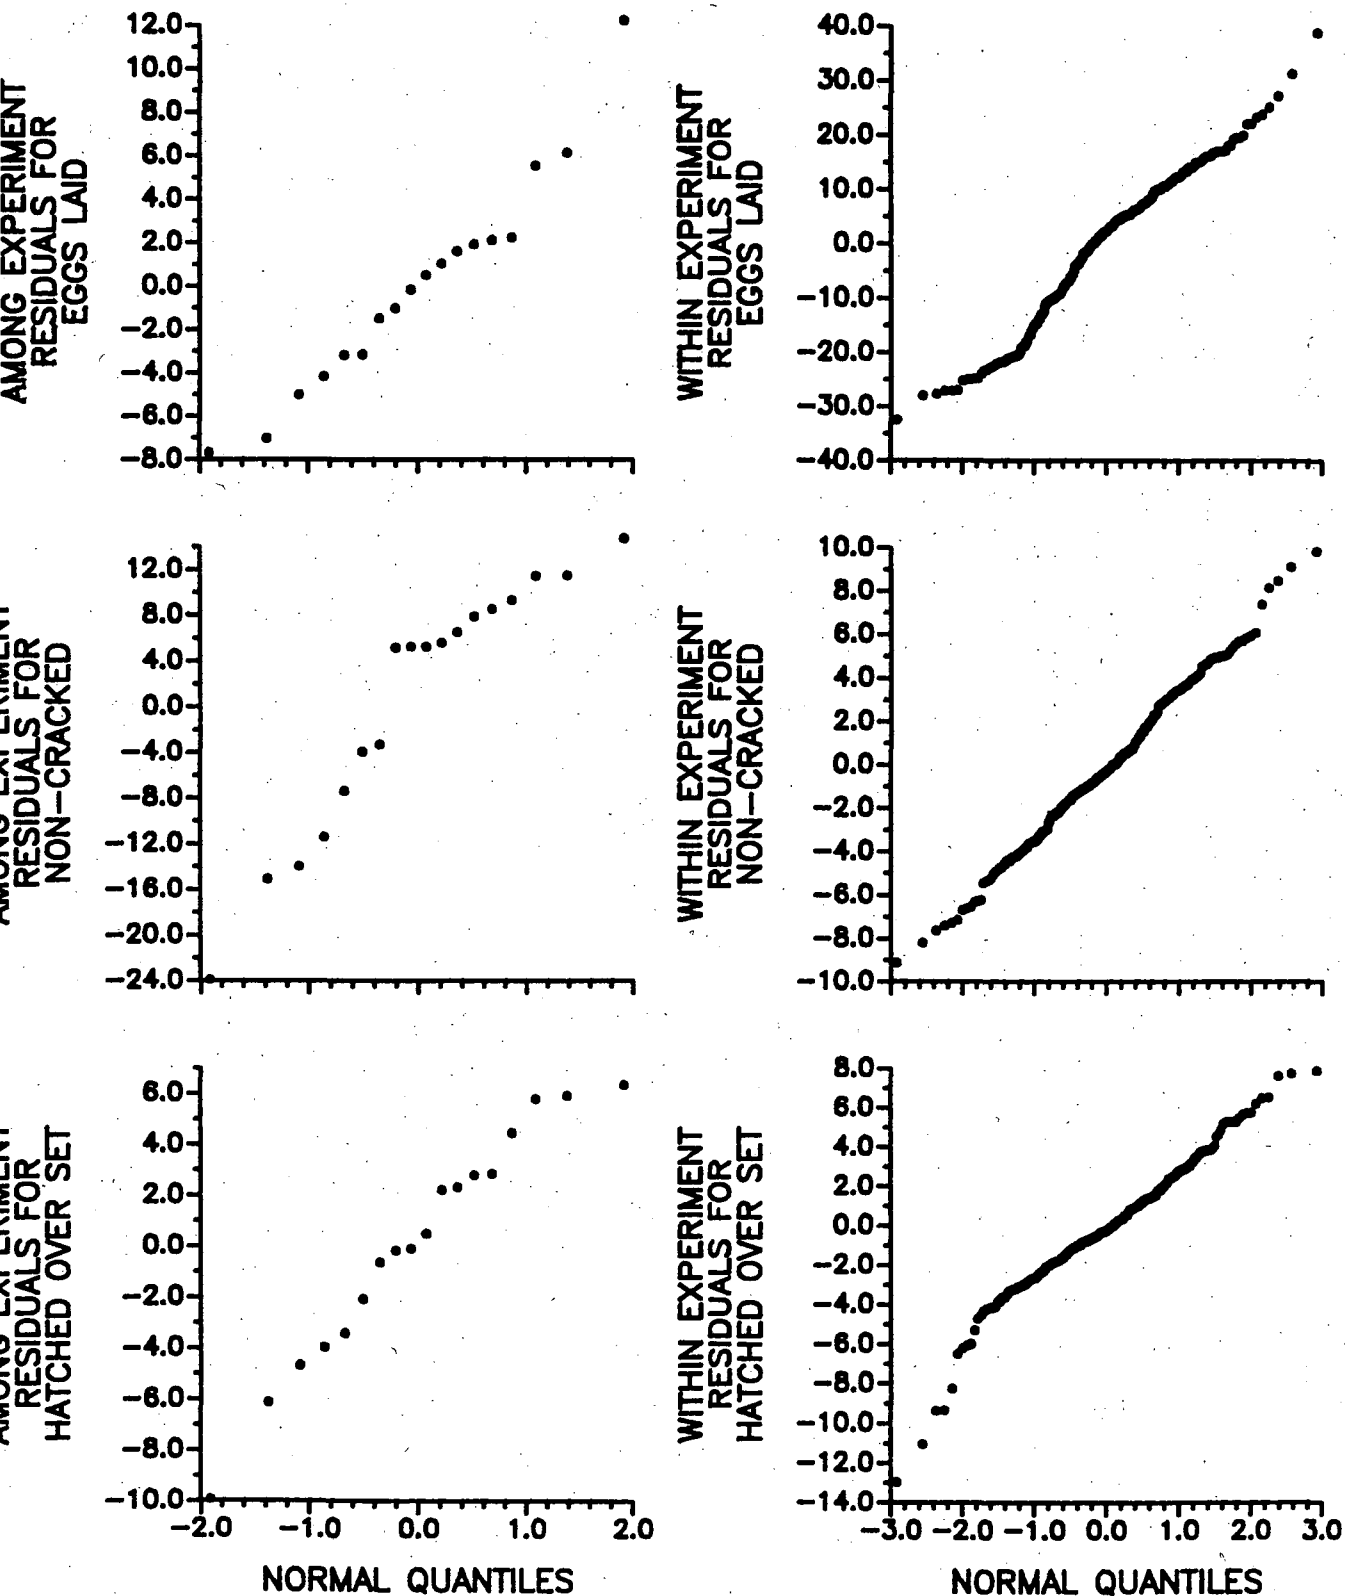 AMONG EXPERIMENT
RESIDUALS FOR
EGGS LAID
12.0
10.0
8.0
6.0
4.0
2.0
0.0
−2.0
−4.0
−6.0
−8.0
WITHIN EXPERIMENT
RESIDUALS FOR
EGGS LAID
40.0
30.0
20.0
10.0
0.0
−10.0
−20.0
−30.0
−40.0
AMONG EXPERIMENT
RESIDUALS FOR
NON−CRACKED
12.0
8.0
4.0
0.0
−4.0
−8.0
−12.0
−16.0
−20.0
−24.0
WITHIN EXPERIMENT
RESIDUALS FOR
NON−CRACKED
10.0
8.0
6.0
4.0
2.0
0.0
−2.0
−4.0
−6.0
−8.0
−10.0
AMONG EXPERIMENT
RESIDUALS FOR
HATCHED OVER SET
6.0
4.0
2.0
0.0
−2.0
−4.0
−6.0
−8.0
−10.0
−2.0 −1.0 0.0 1.0 2.0
NORMAL QUANTILES
WITHIN EXPERIMENT
RESIDUALS FOR
HATCHED OVER SET
8.0
6.0
4.0
2.0
0.0
−2.0
−4.0
−6.0
−8.0
−10.0
−12.0
−14.0
−3.0 −2.0 −1.0 0.0 1.0 2.0 3.0
NORMAL QUANTILES